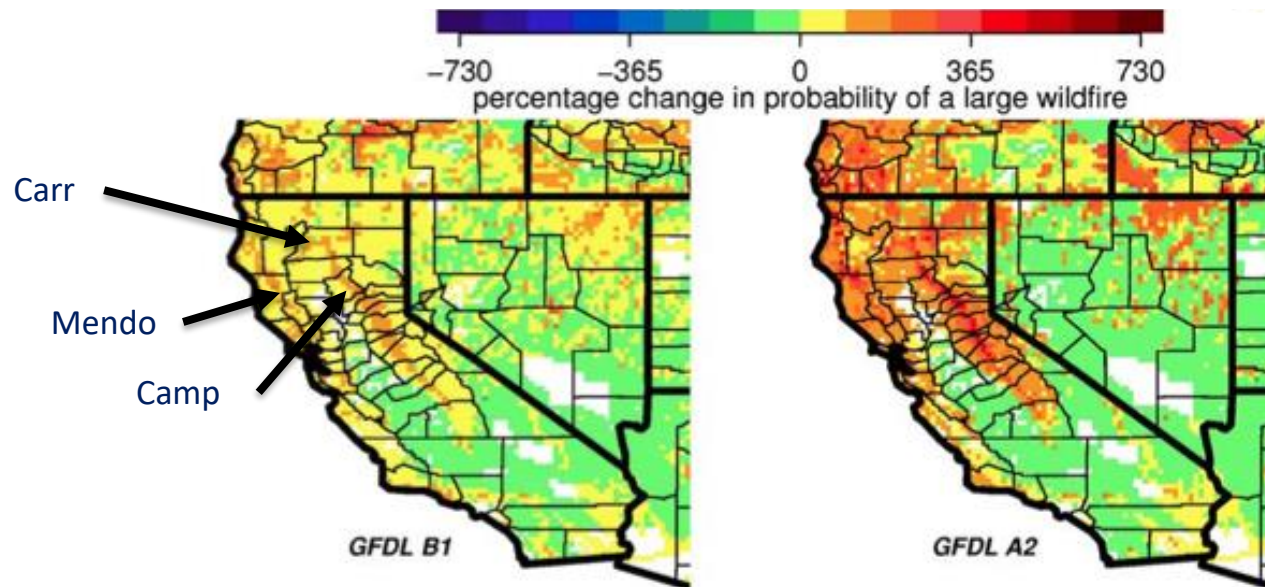 −730 −365 0 365 730
percentage change in probability of a large wildfire
Carr
Mendo
Camp
GFDL B1 GFDL A2